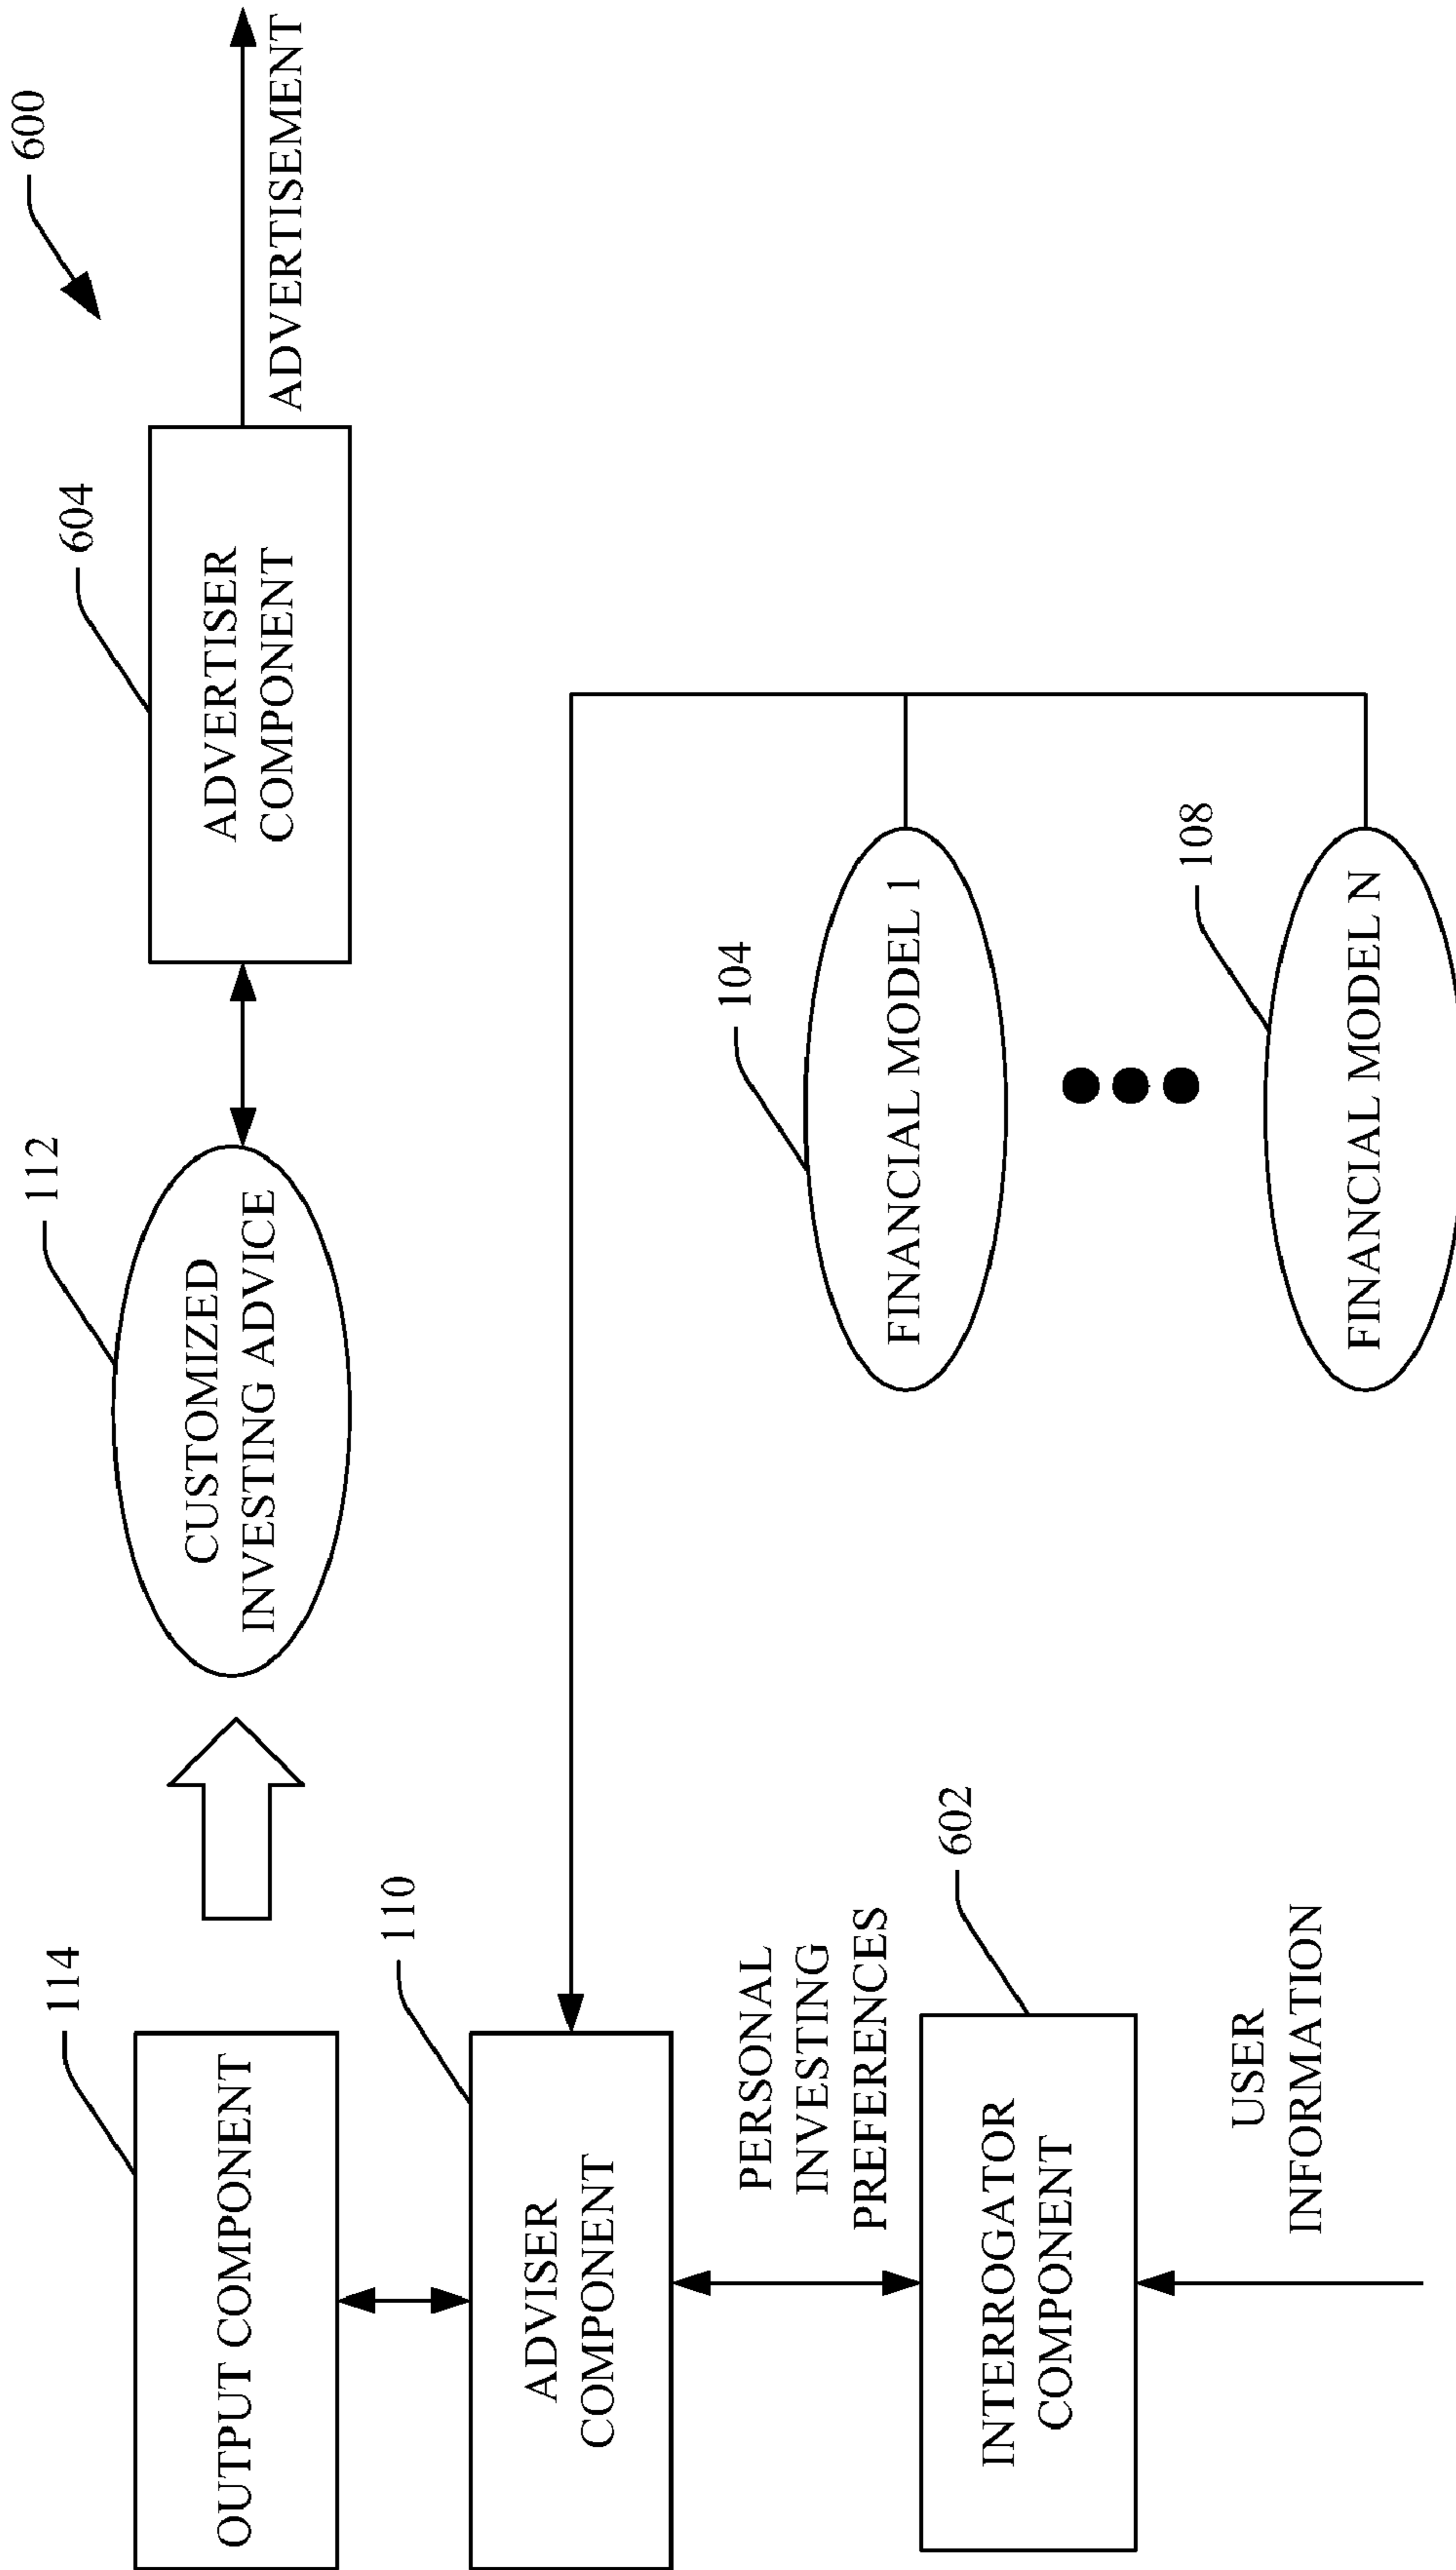 600
114
OUTPUT COMPONENT
112
CUSTOMIZED
INVESTING ADVICE
604
ADVERTISER
COMPONENT
ADVERTISEMENT
110
ADVISER
COMPONENT
PERSONAL
INVESTING
PREFERENCES
104
FINANCIAL MODEL 1
602
INTERROGATOR
COMPONENT
108
FINANCIAL MODEL N
USER
INFORMATION